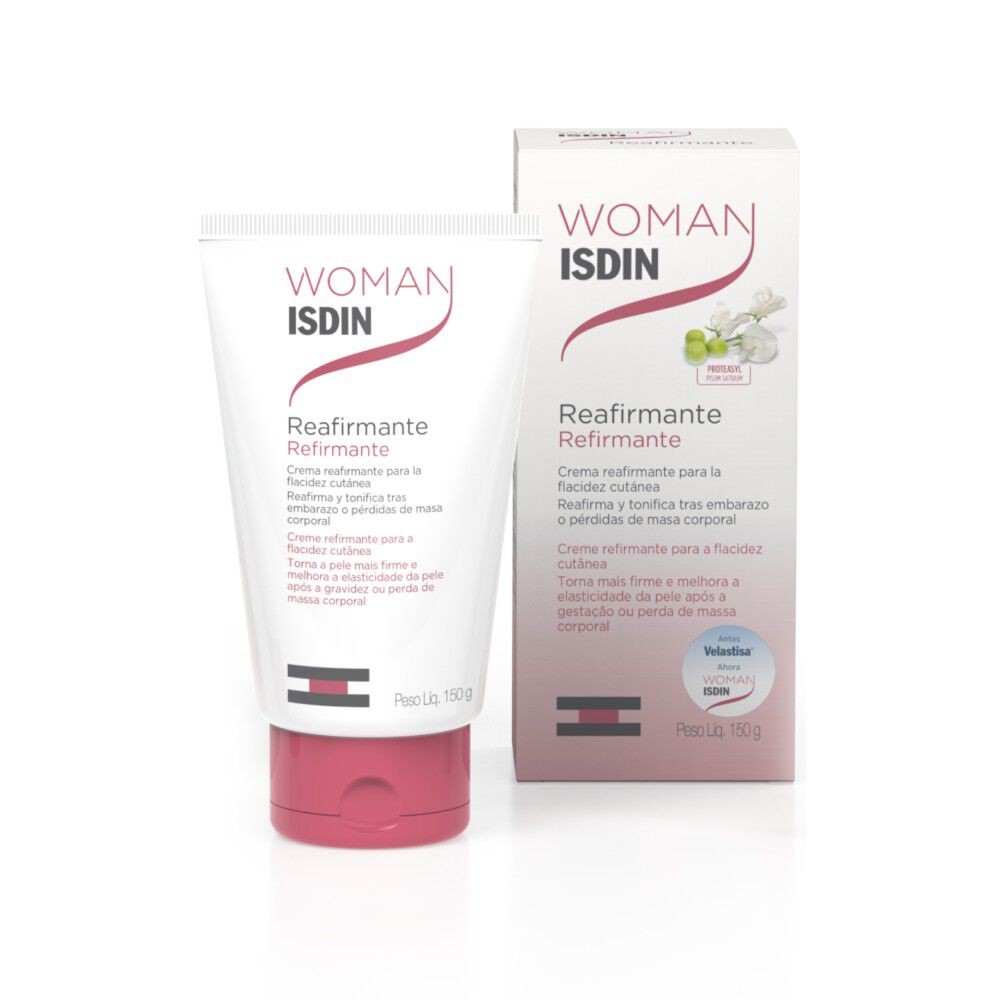 WOMAN
ISDIN
Reafirmante
Refirmante
Crema reafirmante para la
flacidez cutánea
Reafirma y tonifica tras
embarazo o pérdidas de masa
corporal
Creme refirmante para a
flacidez cutânea
Torna a pele mais firme e
melhora a elasticidade da pele
após a gravidez ou perda de
massa corporal
Peso Líq. 150 g
WOMAN
ISDIN
Reafirmante
WOMAN
ISDIN
PROTEASYL
PISUM SATIVUM
Reafirmante
Refirmante
Crema reafirmante para la
flacidez cutánea
Reafirma y tonifica tras embarazo
o pérdidas de masa corporal
Creme refirmante para a flacidez
cutânea
Torna mais firme e melhora a
elasticidade da pele após a
gestação ou perda de massa
corporal
Antes
Velastisa®
Ahora
WOMAN
ISDIN
Peso Líq. 150 g